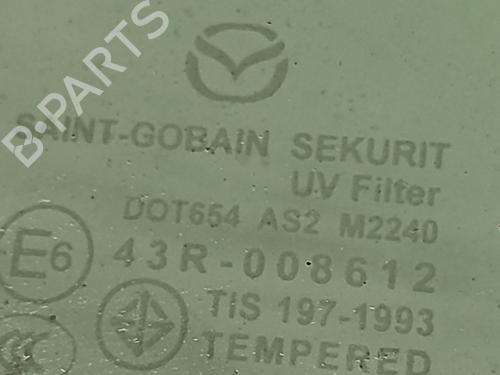 B-PARTS
SAINT-GOBAIN SEKURIT
UV Filter
DOT654 AS2 M2240
E6 43R-008612
TIS 197-1993
TEMPERED